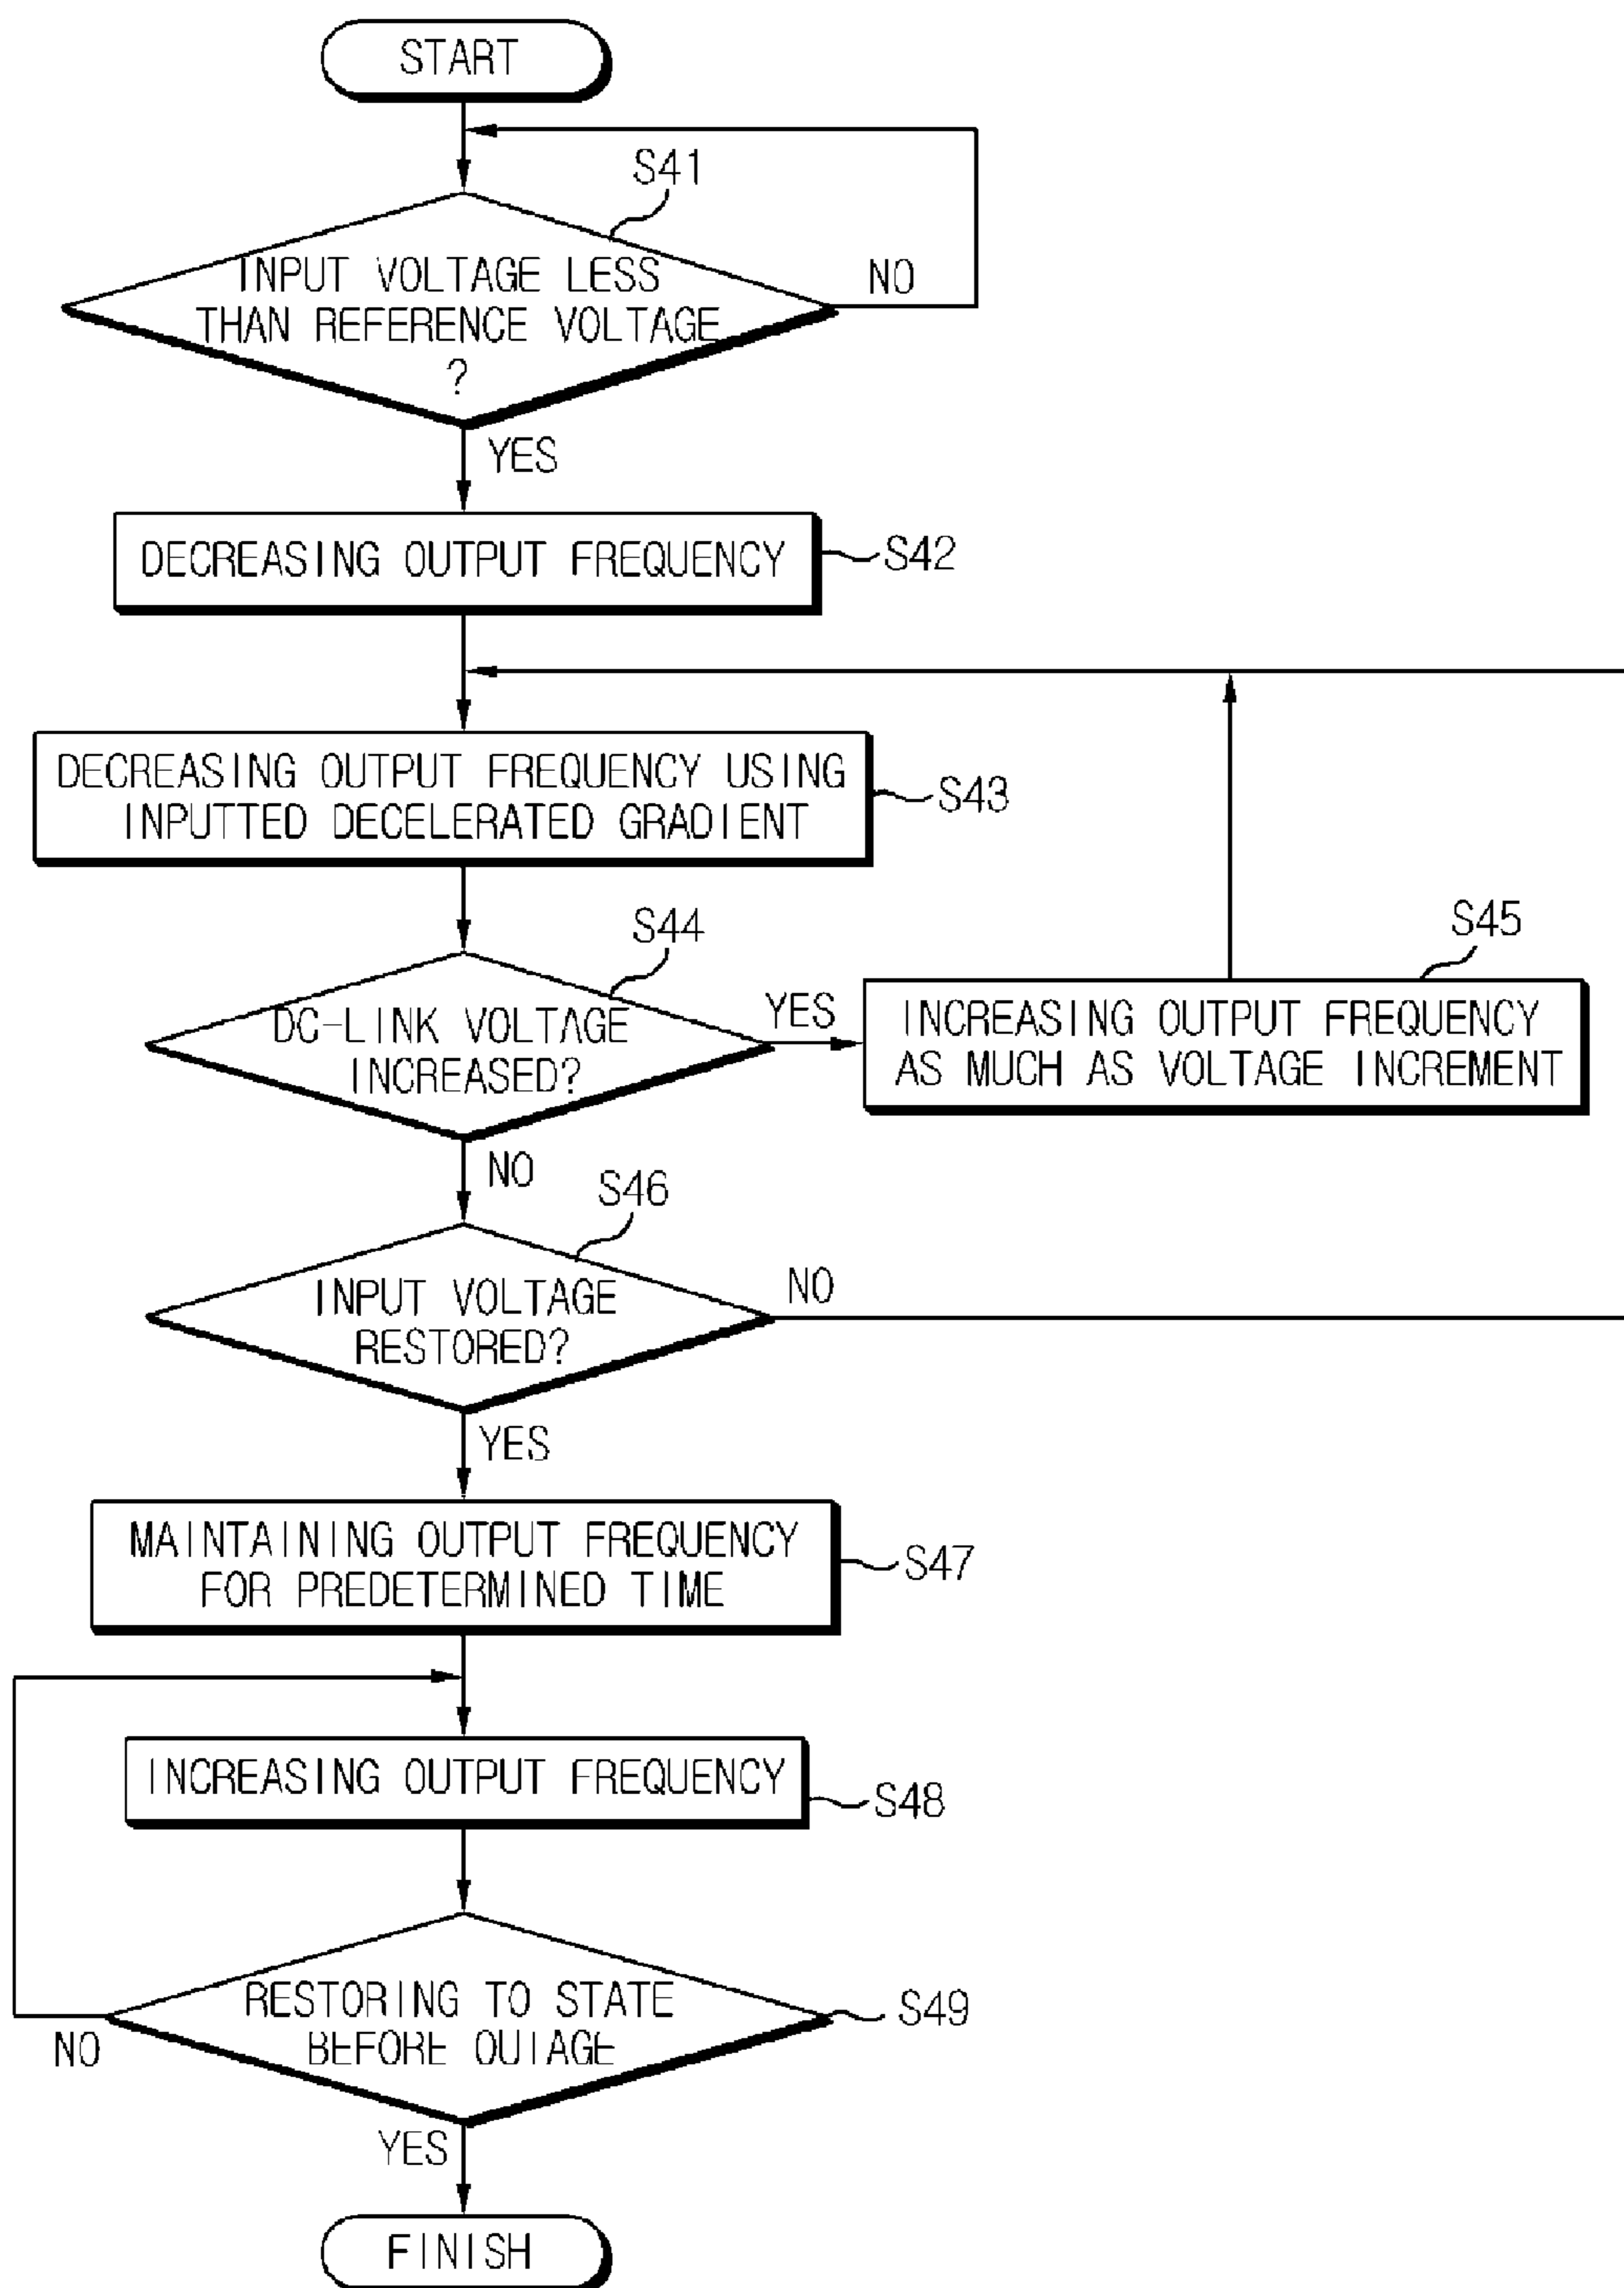 START
S41
INPUT VOLTAGE LESS
THAN REFERENCE VOLTAGE
?
NO
YES
DECREASING OUTPUT FREQUENCY
S42
DECREASING OUTPUT FREQUENCY USING
INPUTTED DECELERATED GRADIENT
S43
S44
DC-LINK VOLTAGE
INCREASED?
YES
S45
INCREASING OUTPUT FREQUENCY
AS MUCH AS VOLTAGE INCREMENT
NO
S46
INPUT VOLTAGE
RESTORED?
NO
YES
MAINTAINING OUTPUT FREQUENCY
FOR PREDETERMINED TIME
S47
INCREASING OUTPUT FREQUENCY
S48
RESTORING TO STATE
BEFORE OUTAGE
S49
NO
YES
FINISH